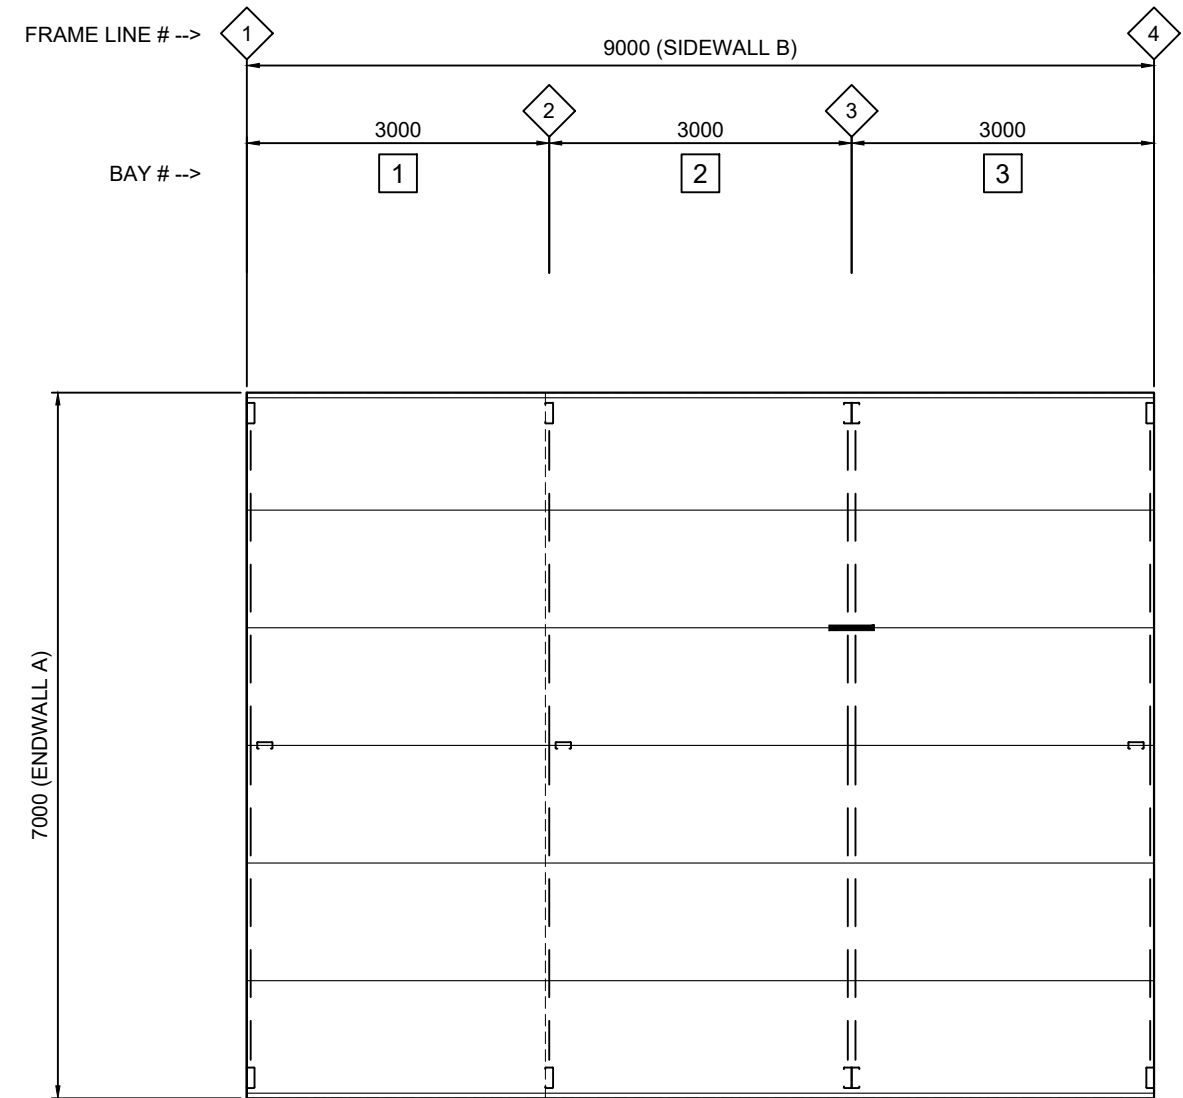 FRAME LINE # -->
1
4
9000 (SIDEWALL B)
2
3
3000
3000
3000
BAY # -->
1
2
3
7000 (ENDWALL A)